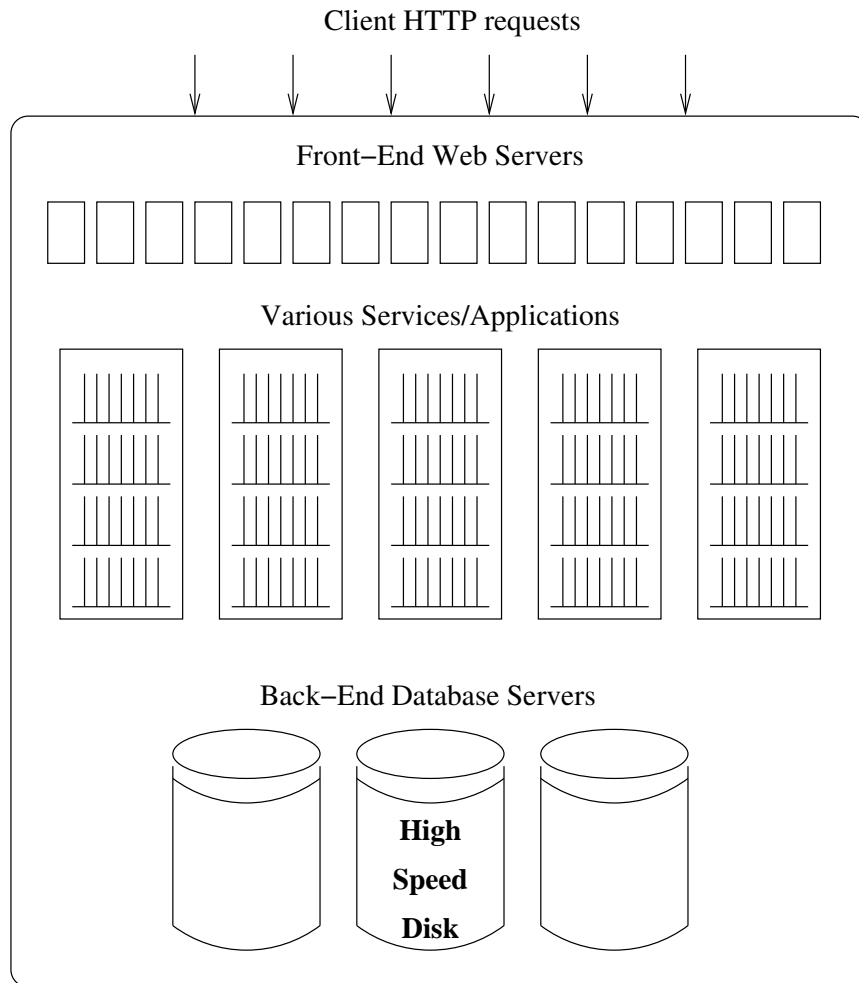 Client HTTP requests
Front−End Web Servers
Various Services/Applications
Back−End Database Servers
High
Speed
Disk